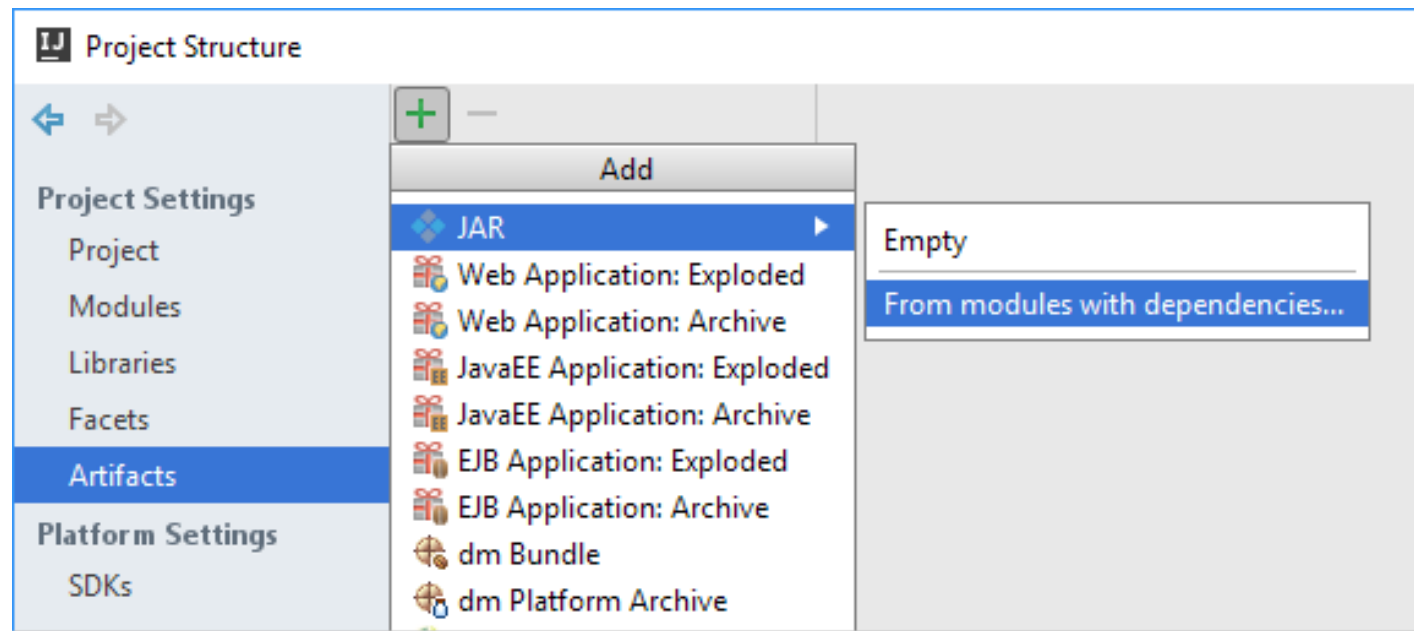 IJ Project Structure
Add
Project Settings
Project
Modules
Libraries
Facets
Artifacts
Platform Settings
SDKs
JAR
Web Application: Exploded
Web Application: Archive
JavaEE Application: Exploded
JavaEE Application: Archive
EJB Application: Exploded
EJB Application: Archive
dm Bundle
dm Platform Archive
Empty
From modules with dependencies...